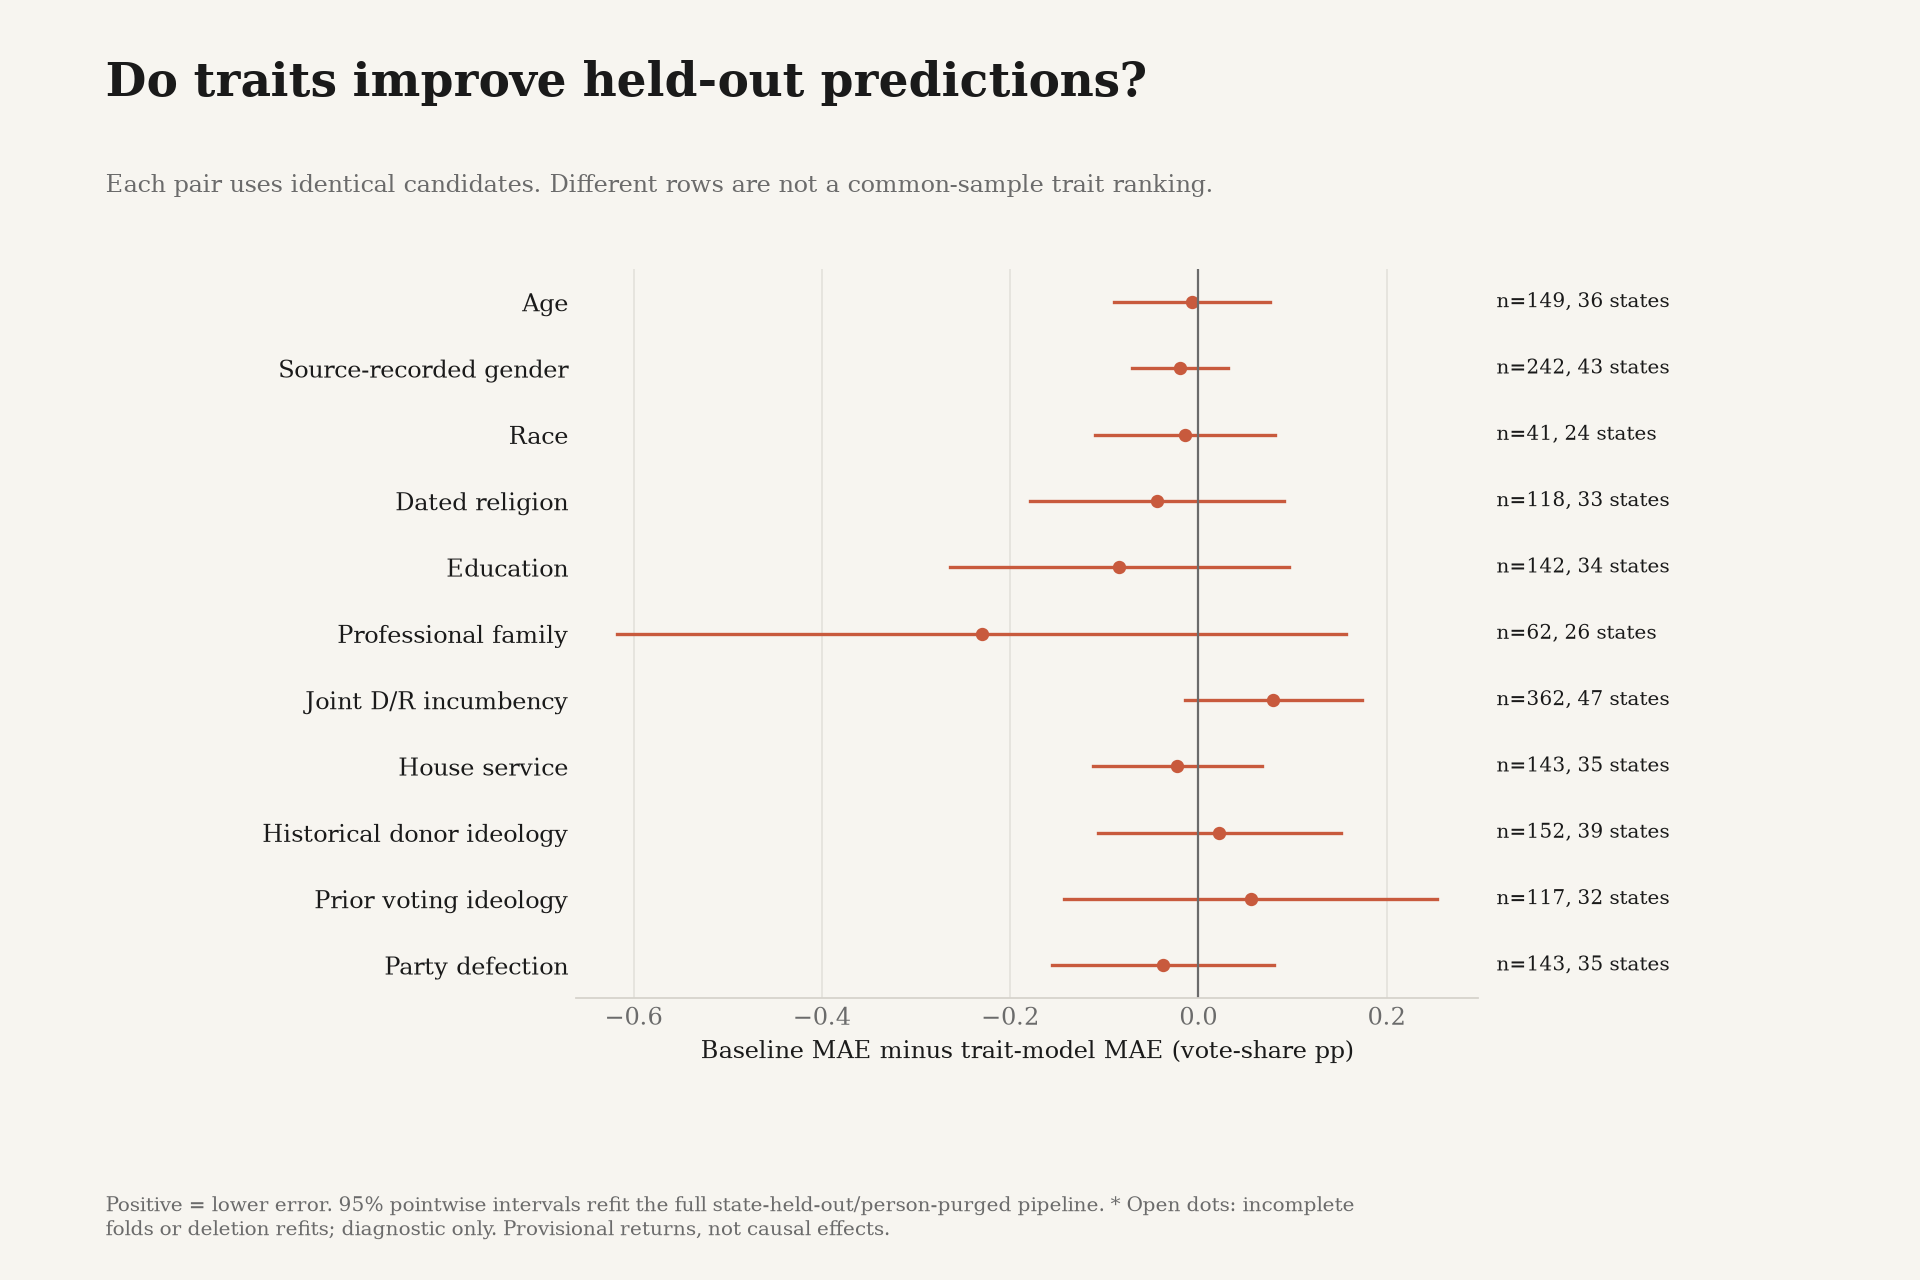 Do traits improve held-out predictions?
Each pair uses identical candidates. Different rows are not a common-sample trait ranking.
Age
n=149, 36 states
Source-recorded gender
n=242, 43 states
Race
n=41, 24 states
Dated religion
n=118, 33 states
Education
n=142, 34 states
Professional family
n=62, 26 states
Joint D/R incumbency
n=362, 47 states
House service
n=143, 35 states
Historical donor ideology
n=152, 39 states
Prior voting ideology
n=117, 32 states
Party defection
n=143, 35 states
−0.6 −0.4 −0.2 0.0 0.2
Baseline MAE minus trait-model MAE (vote-share pp)
Positive = lower error. 95% pointwise intervals refit the full state-held-out/person-purged pipeline. * Open dots: incomplete
folds or deletion refits; diagnostic only. Provisional returns, not causal effects.